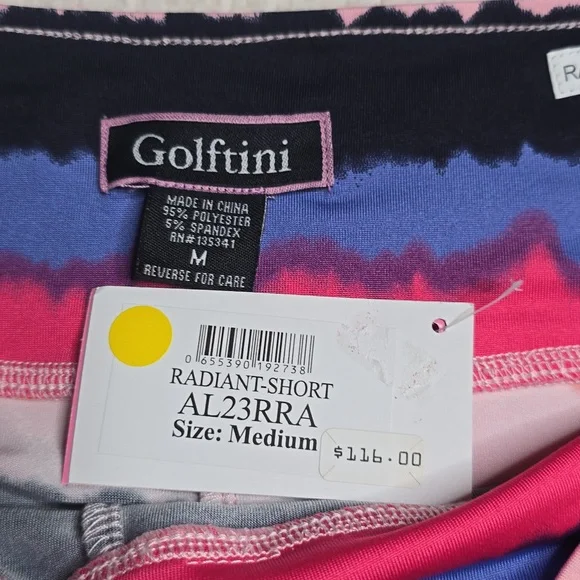 Golftini
MADE IN CHINA
95% POLYESTER
5% SPANDEX
RN#135341
M
REVERSE FOR CARE
0 655390 192738
RADIANT-SHORT
AL23RRA
Size: Medium
$116.00